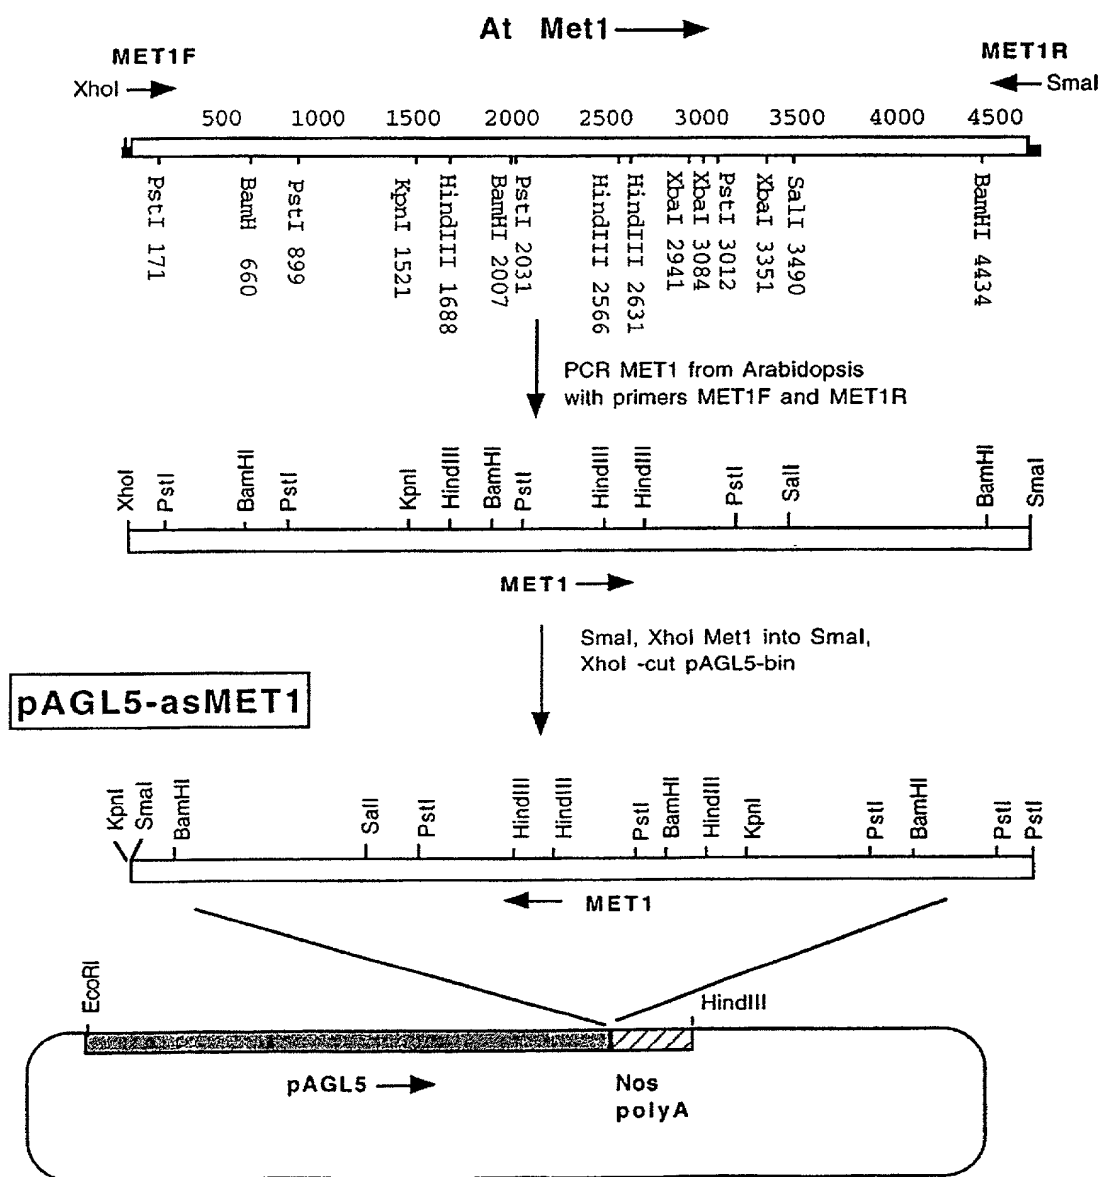 At Met1
MET1F
MET1R
XhoI
SmaI
500 1000 1500 2000 2500 3000 3500 4000 4500
PstI 171
BamH 660
PstI 899
KpnI 1521
HindIII 1688
BamHI 2007
PstI 2031
HindIII 2566
HindIII 2631
XbaI 2941
XbaI 3084
PstI 3012
XbaI 3351
SalI 3490
BamHI 4434
PCR MET1 from Arabidopsis
with primers MET1F and MET1R
XhoI
PstI
BamHI
PstI
KpnI
HindIII
BamHI
PstI
HindIII
HindIII
PstI
SalI
BamHI
SmaI
MET1
SmaI, XhoI Met1 into SmaI,
XhoI -cut pAGL5-bin
pAGL5-asMET1
KpnI
SmaI
BamHI
SalI
PstI
HindIII
HindIII
PstI
BamHI
HindIII
KpnI
PstI
BamHI
PstI
PstI
MET1
EcoRI
HindIII
pAGL5
Nos
polyA